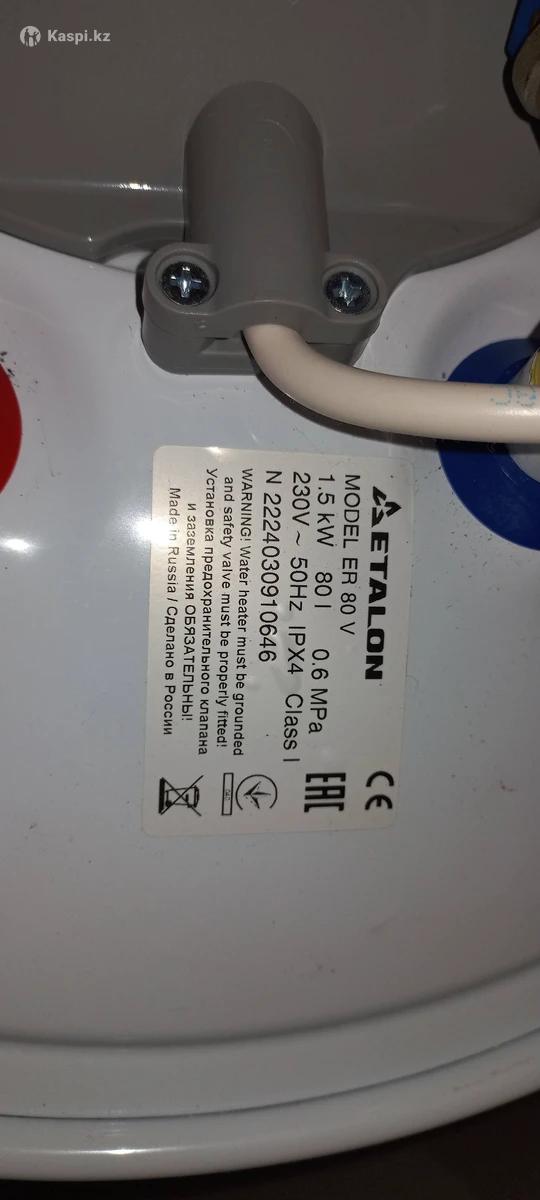 Kaspi.kz
ETALON
MODEL ER 80 V
1.5 kW 80 l 0.6 MPa
230V ~ 50Hz IPX4 Class I
N 2224030910646
WARNING! Water heater must be grounded
and safety valve must be properly fitted!
Установка предохранительного клапана
и заземления ОБЯЗАТЕЛЬНЫ!
Made in Russia / Сделано в России
CE
EAC